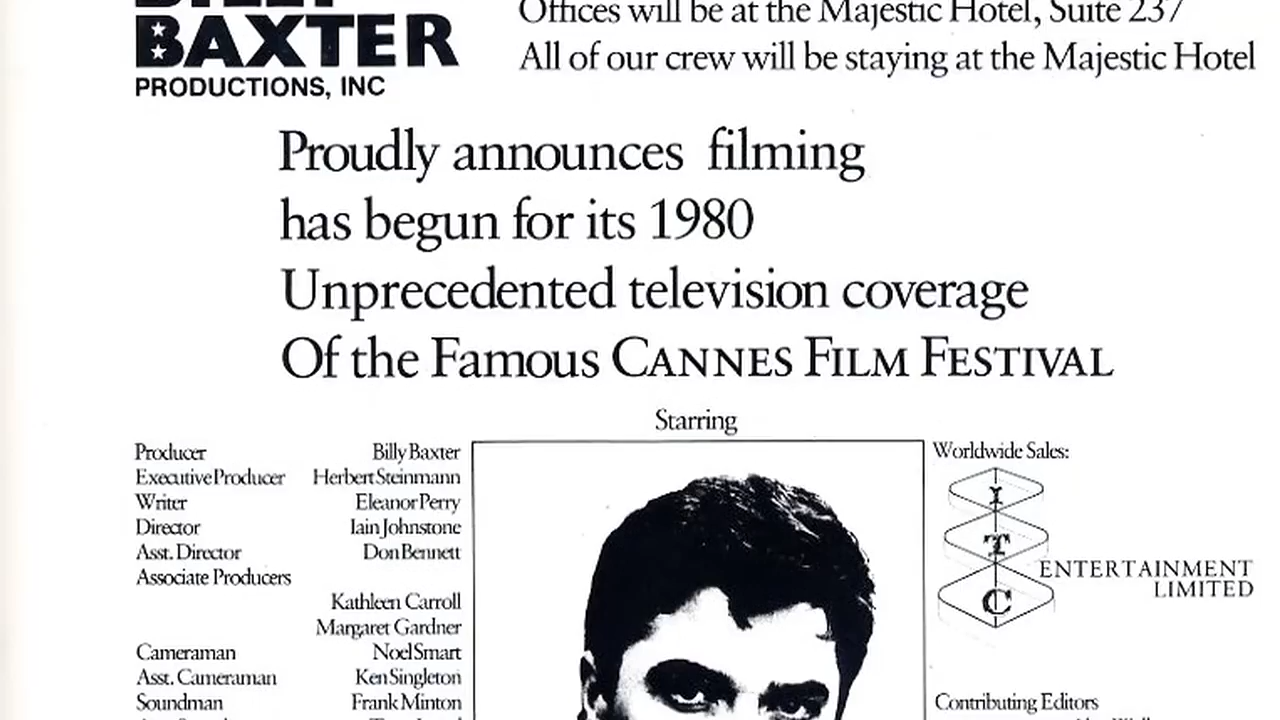 BILLY
BAXTER
PRODUCTIONS, INC
Offices will be at the Majestic Hotel, Suite 237
All of our crew will be staying at the Majestic Hotel
Proudly announces filming
has begun for its 1980
Unprecedented television coverage
Of the Famous CANNES FILM FESTIVAL
Starring
Producer Billy Baxter
Executive Producer Herbert Steinmann
Writer Eleanor Perry
Director Iain Johnstone
Asst. Director Don Bennett
Associate Producers
Kathleen Carroll
Margaret Gardner
Cameraman Noel Smart
Asst. Cameraman Ken Singleton
Soundman Frank Minton
Worldwide Sales:
I
T
C
ENTERTAINMENT
LIMITED
Contributing Editors